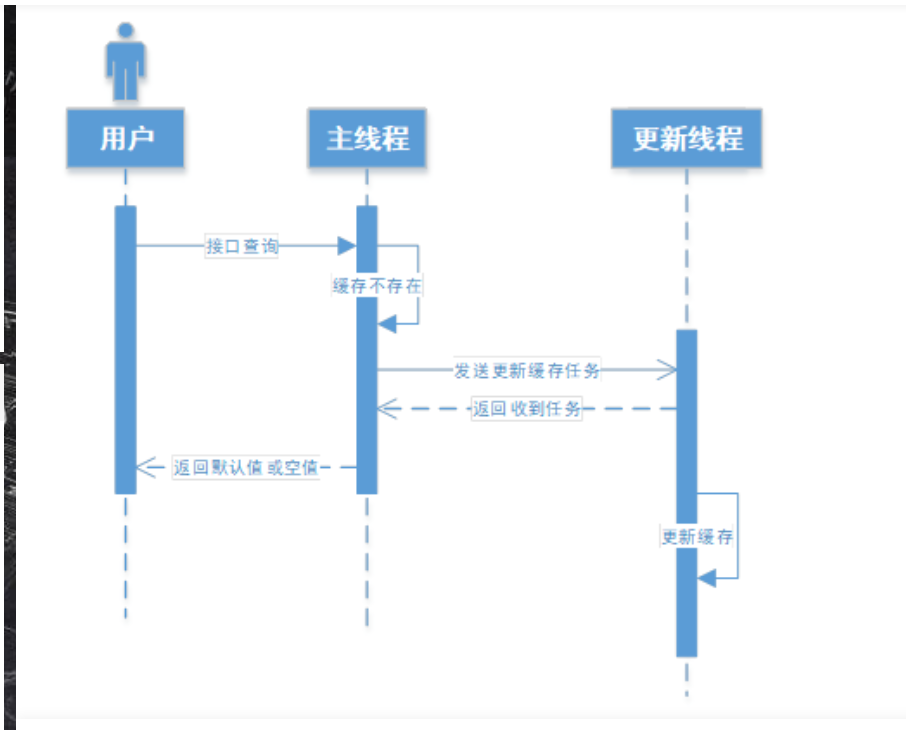 用户
主线程
更新线程
接口查询
缓存不存在
发送更新缓存任务
返回收到任务
返回默认值或空值
更新缓存